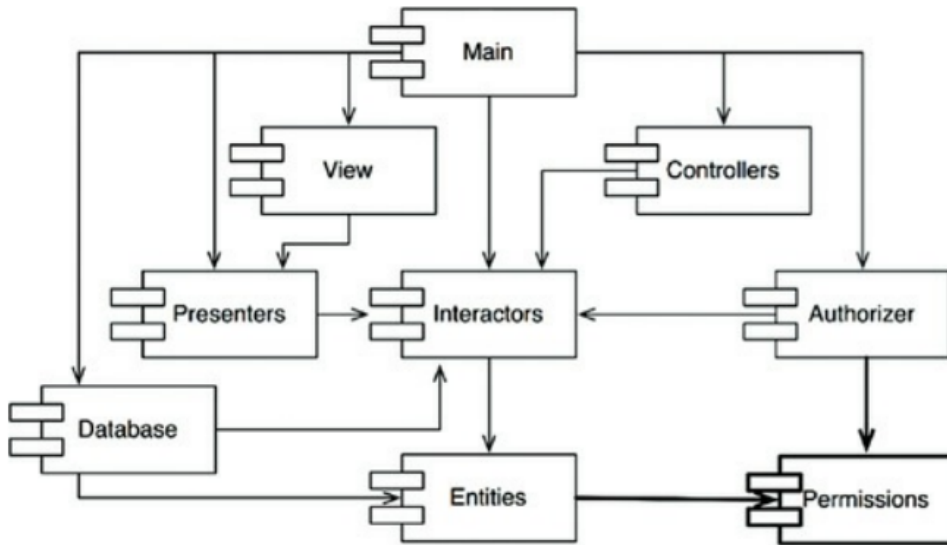 Main
View
Controllers
Presenters
Interactors
Authorizer
Database
Entities
Permissions